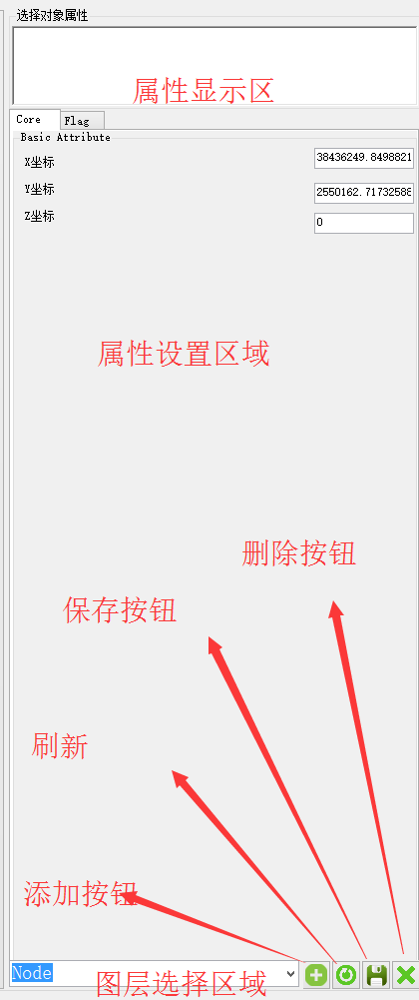 选择对象属性
属性显示区
Core Flag
Basic Attribute
X坐标 38436249.8498821
Y坐标 2550162.71732588
Z坐标 0
属性设置区域
删除按钮
保存按钮
刷新
添加按钮
Node 图层选择区域